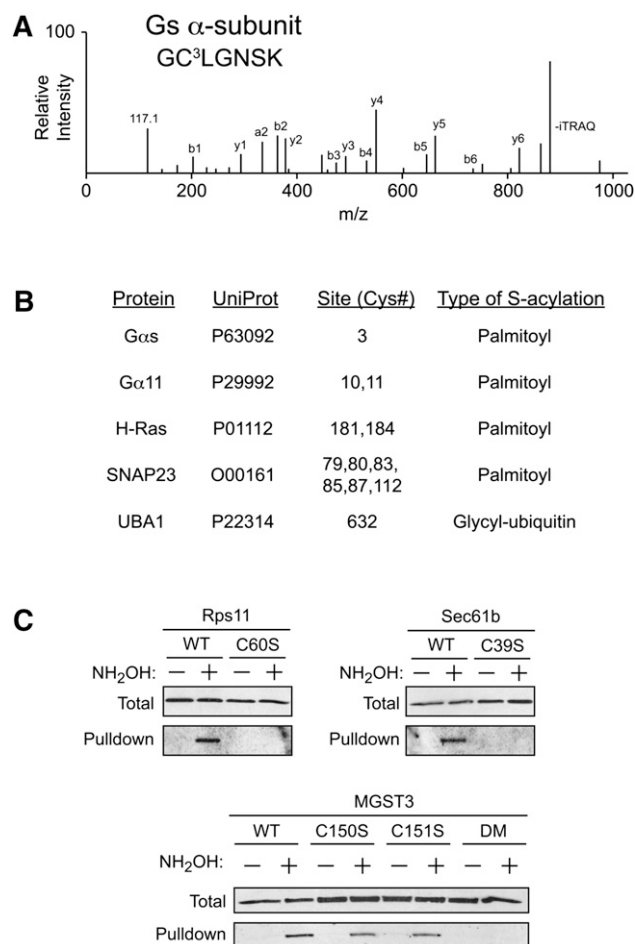 A
Gs α-subunit
GC³LGNSK
100
Relative
Intensity
117.1
b1
y1
a2
b2
y2
b3
y3
b4
y4
b5
y5
b6
y6
-iTRAQ
0 200 400 600 800 1000
m/z
B
Protein UniProt Site (Cys#) Type of S-acylation
Gαs P63092 3 Palmitoyl
Gα11 P29992 10,11 Palmitoyl
H-Ras P01112 181,184 Palmitoyl
SNAP23 O00161 79,80,83, Palmitoyl
85,87,112
UBA1 P22314 632 Glycyl-ubiquitin
C
Rps11
WT C60S
NH₂OH: − + − +
Total
Pulldown
Sec61b
WT C39S
NH₂OH: − + − +
Total
Pulldown
MGST3
WT C150S C151S DM
NH₂OH: − + − + − + − +
Total
Pulldown